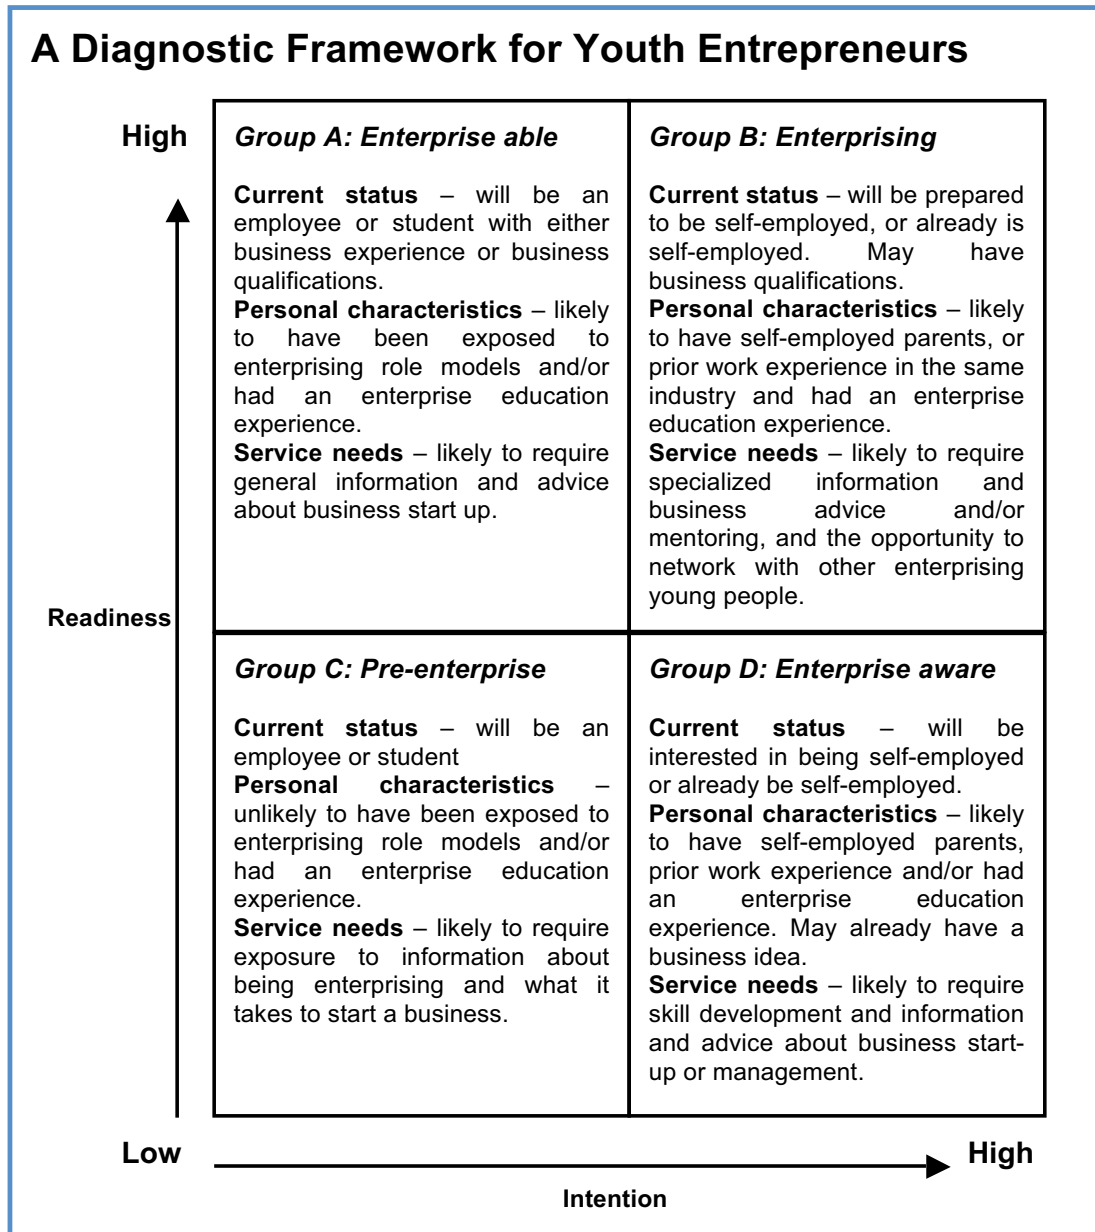 A Diagnostic Framework for Youth Entrepreneurs
High
Group A: Enterprise able
Current status – will be an
employee or student with either
business experience or business
qualifications.
Personal characteristics – likely
to have been exposed to
enterprising role models and/or
had an enterprise education
experience.
Service needs – likely to require
general information and advice
about business start up.
Group B: Enterprising
Current status – will be prepared
to be self-employed, or already is
self-employed. May have
business qualifications.
Personal characteristics – likely
to have self-employed parents, or
prior work experience in the same
industry and had an enterprise
education experience.
Service needs – likely to require
specialized information and
business advice and/or
mentoring, and the opportunity to
network with other enterprising
young people.
Readiness
Group C: Pre-enterprise
Current status – will be an
employee or student
Personal characteristics –
unlikely to have been exposed to
enterprising role models and/or
had an enterprise education
experience.
Service needs – likely to require
exposure to information about
being enterprising and what it
takes to start a business.
Group D: Enterprise aware
Current status – will be
interested in being self-employed
or already be self-employed.
Personal characteristics – likely
to have self-employed parents,
prior work experience and/or had
an enterprise education
experience. May already have a
business idea.
Service needs – likely to require
skill development and information
and advice about business start-
up or management.
Low
High
Intention